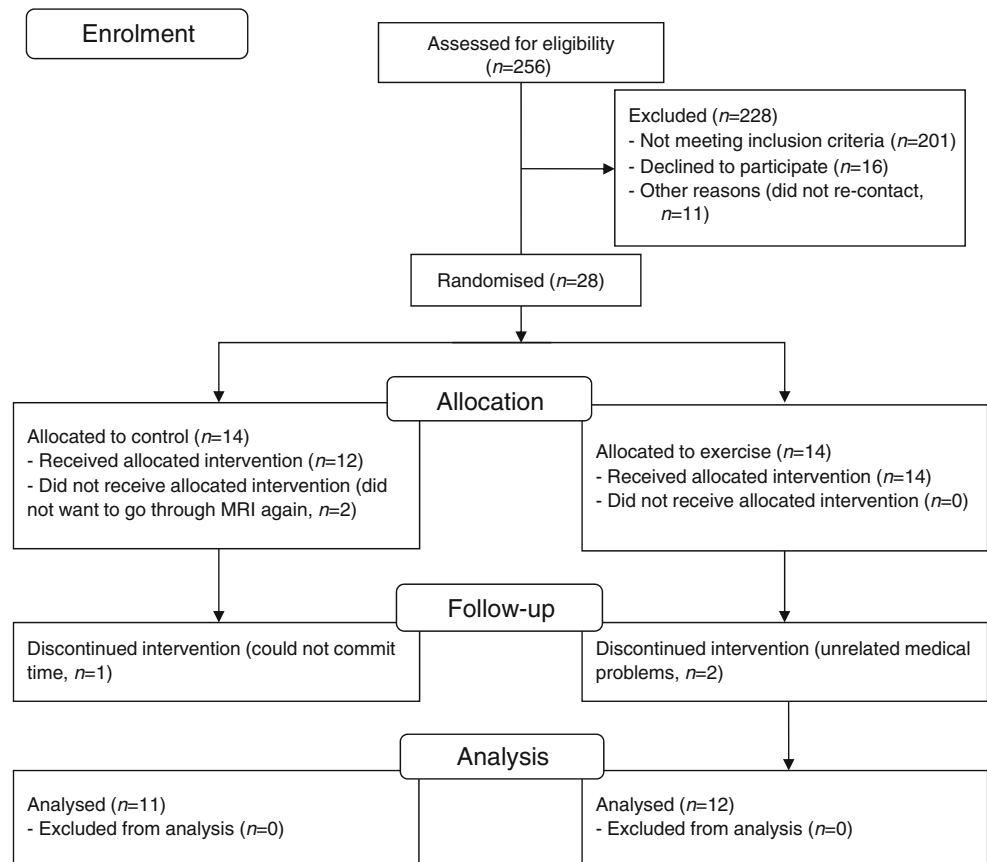 Enrolment
Assessed for eligibility
(n=256)
Excluded (n=228)
- Not meeting inclusion criteria (n=201)
- Declined to participate (n=16)
- Other reasons (did not re-contact,
n=11)
Randomised (n=28)
Allocation
Allocated to control (n=14)
- Received allocated intervention (n=12)
- Did not receive allocated intervention (did
not want to go through MRI again, n=2)
Allocated to exercise (n=14)
- Received allocated intervention (n=14)
- Did not receive allocated intervention (n=0)
Follow-up
Discontinued intervention (could not commit
time, n=1)
Discontinued intervention (unrelated medical
problems, n=2)
Analysis
Analysed (n=11)
- Excluded from analysis (n=0)
Analysed (n=12)
- Excluded from analysis (n=0)